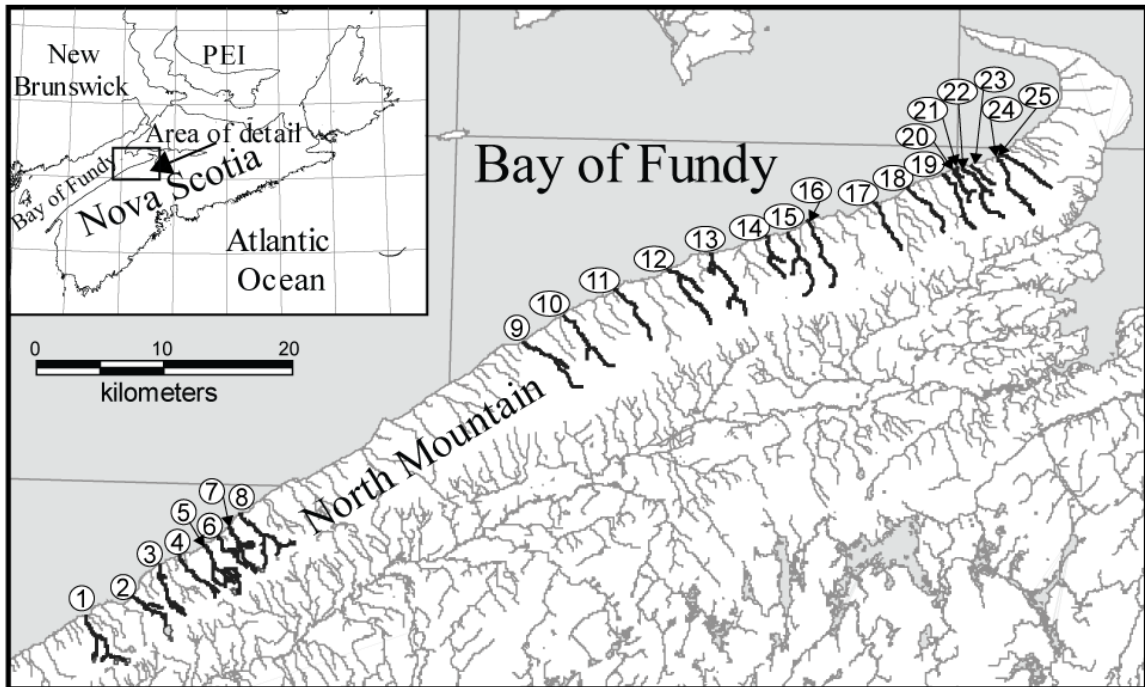 New
Brunswick
PEI
Area of detail
Bay of Fundy
Nova Scotia
Atlantic
Ocean
0 10 20
kilometers
Bay of Fundy
North Mountain
1
2
3
4
5
6
7
8
9
10
11
12
13
14
15
16
17
18
19
20
21
22
23
24
25